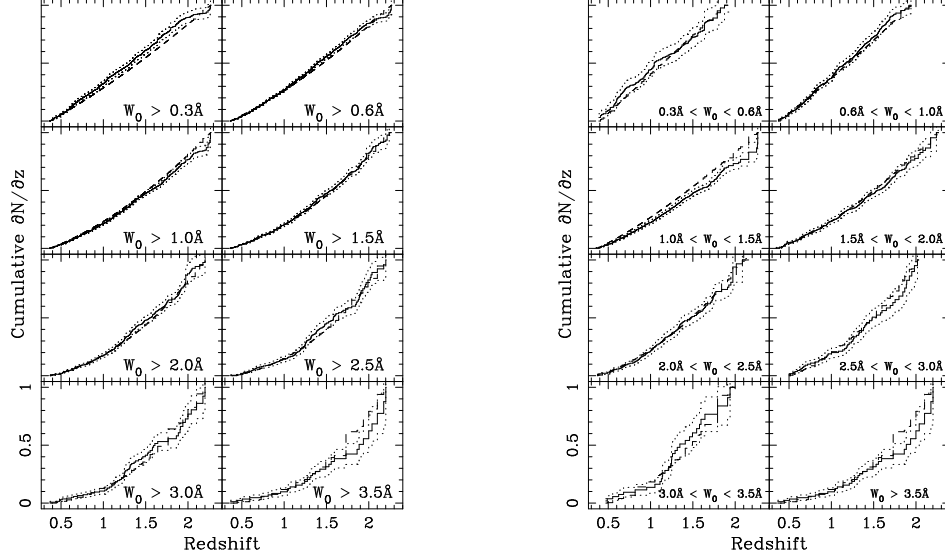 W₀ > 0.3Å
W₀ > 0.6Å
W₀ > 1.0Å
W₀ > 1.5Å
W₀ > 2.0Å
W₀ > 2.5Å
W₀ > 3.0Å
W₀ > 3.5Å
Cumulative ∂N/∂z
0
0.5
1
0.5 1 1.5 2
0.5 1 1.5 2
Redshift
0.3Å < W₀ < 0.6Å
0.6Å < W₀ < 1.0Å
1.0Å < W₀ < 1.5Å
1.5Å < W₀ < 2.0Å
2.0Å < W₀ < 2.5Å
2.5Å < W₀ < 3.0Å
3.0Å < W₀ < 3.5Å
W₀ > 3.5Å
Cumulative ∂N/∂z
0
0.5
1
0.5 1 1.5 2
0.5 1 1.5 2
Redshift